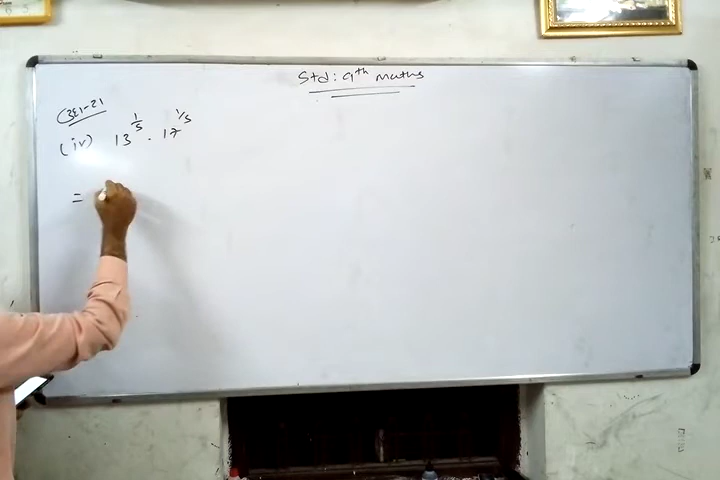 Std: 9th maths
(iv) 13^{1/5} . 17^{1/5}
=